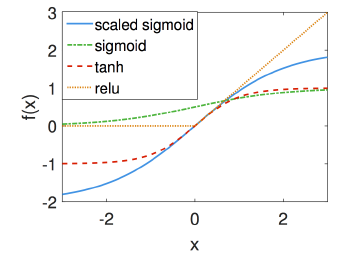 3
scaled sigmoid
sigmoid
2
tanh
relu
1
f(x)
0
-1
-2
-2
0
2
x